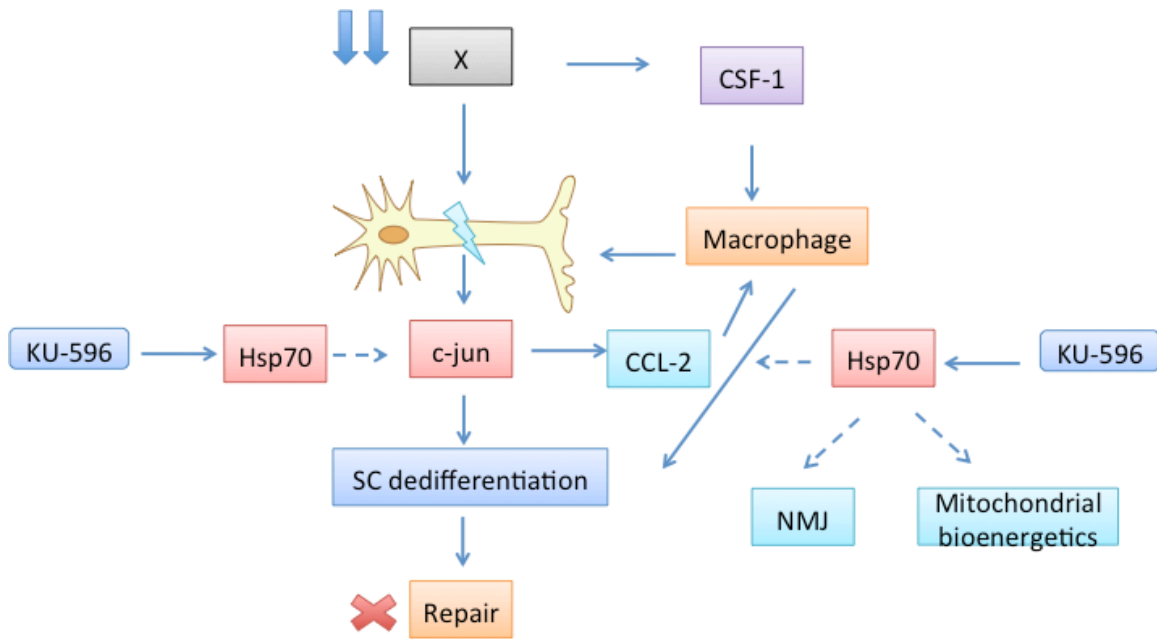 X
CSF-1
Macrophage
KU-596
Hsp70
c-jun
CCL-2
Hsp70
KU-596
SC dedifferentiation
NMJ
Mitochondrial
bioenergetics
Repair